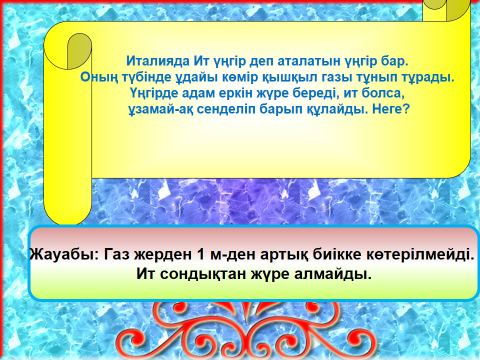 Италияда Ит үңгір деп аталатын үңгір бар.
Оның түбінде ұдайы көмір қышқыл газы тұнып тұрады.
Үңгірде адам еркін жүре береді, ит болса,
ұзамай-ақ сенделіп барып құлайды. Неге?
Жауабы: Газ жерден 1 м-ден артық биікке көтерілмейді.
Ит сондықтан жүре алмайды.